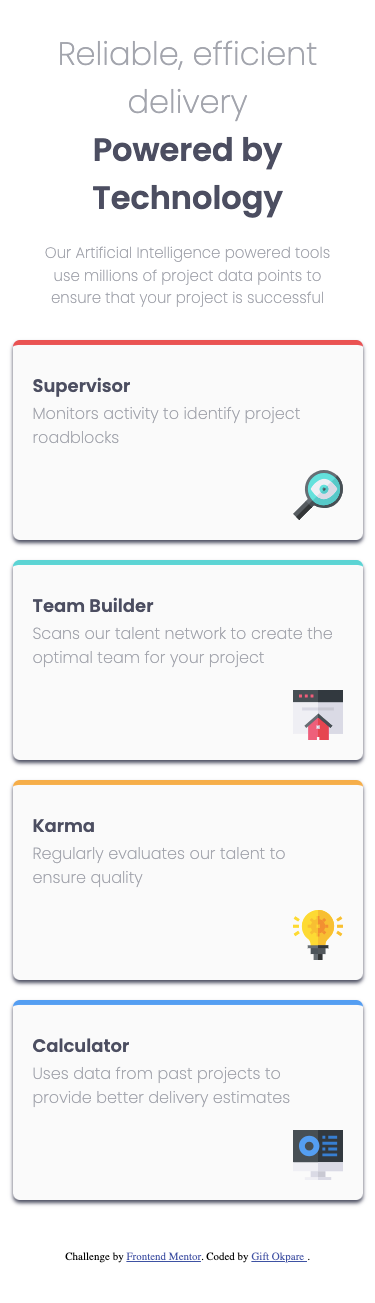 Reliable, efficient
delivery
Powered by
Technology
Our Artificial Intelligence powered tools
use millions of project data points to
ensure that your project is successful
Supervisor
Monitors activity to identify project
roadblocks
Team Builder
Scans our talent network to create the
optimal team for your project
Karma
Regularly evaluates our talent to
ensure quality
Calculator
Uses data from past projects to
provide better delivery estimates
Challenge by Frontend Mentor. Coded by Gift Okpare .